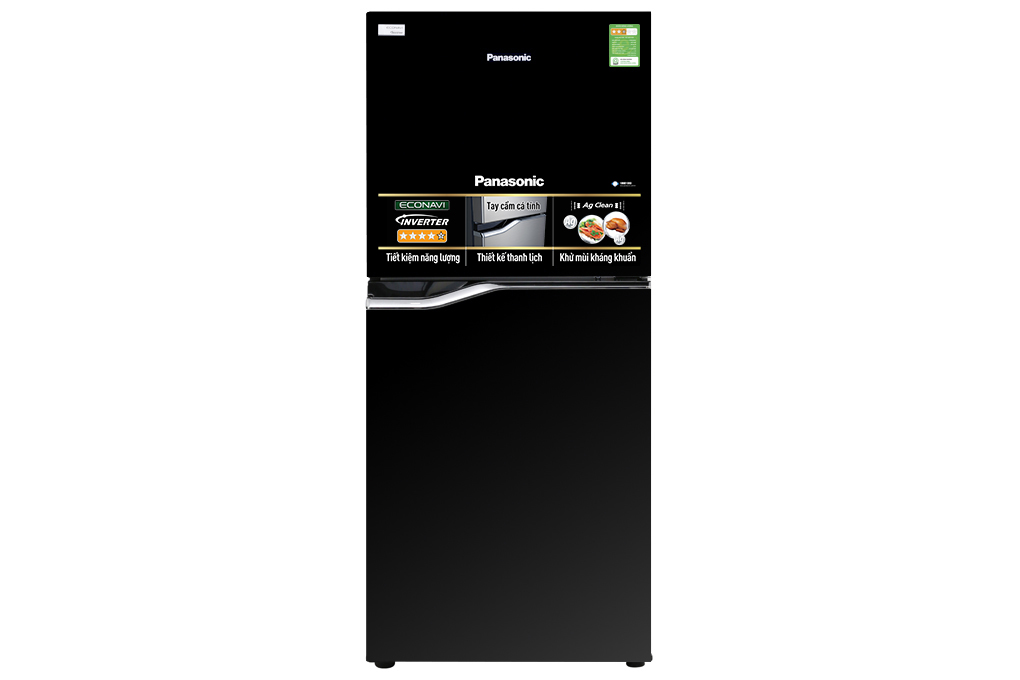 Panasonic
Panasonic
ECONAVI
INVERTER
Tay cầm cá tính
Ag Clean
Ag
Tiết kiệm năng lượng
Thiết kế thanh lịch
Khử mùi kháng khuẩn